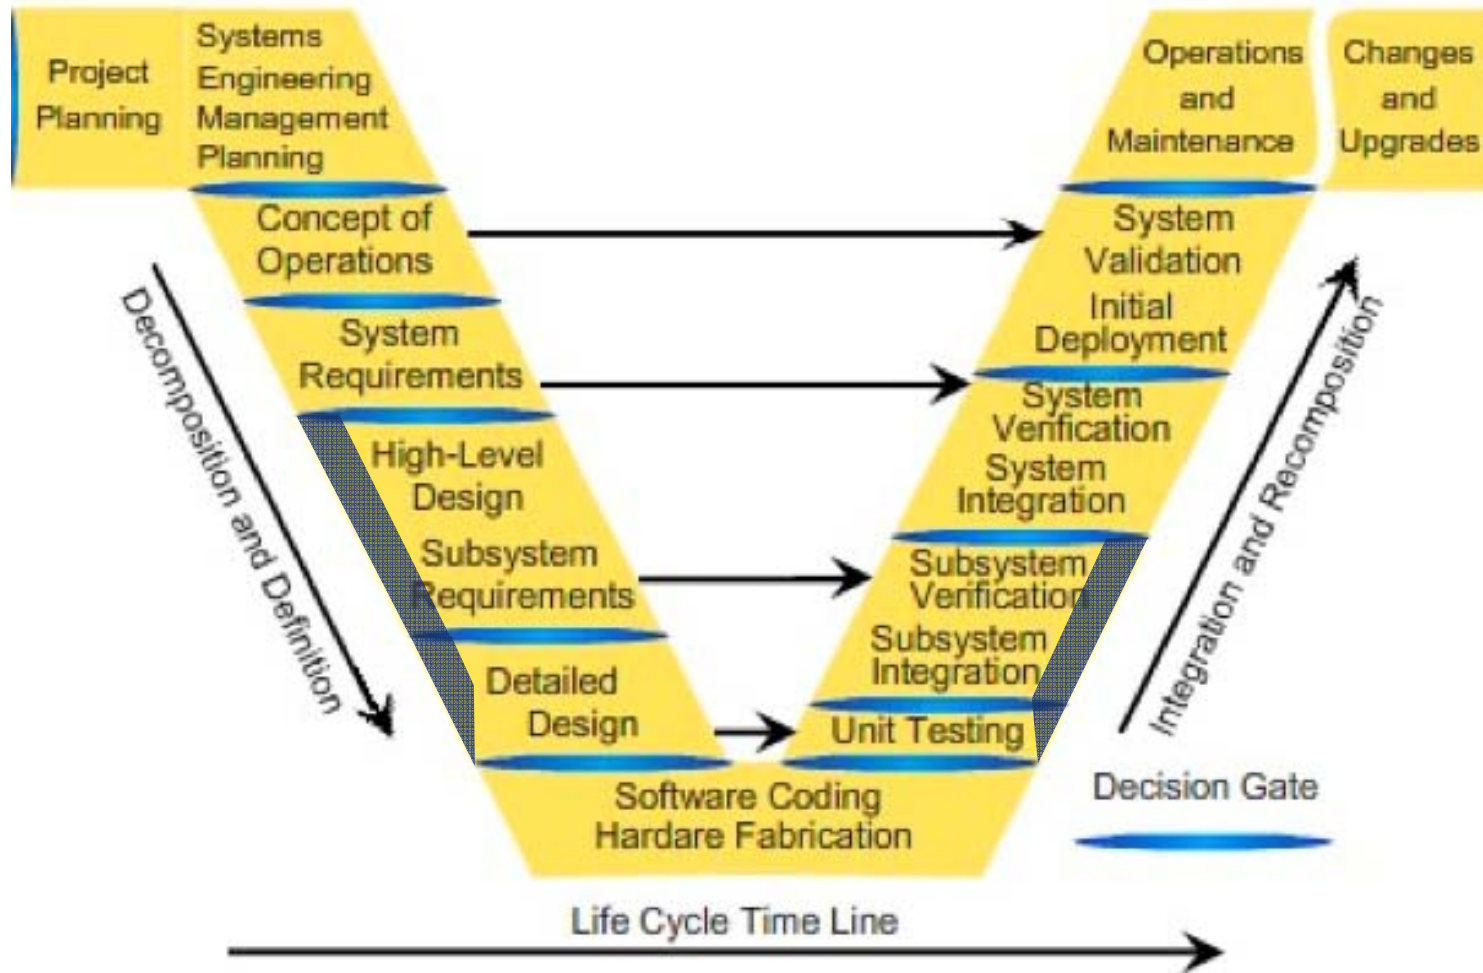 Project
Planning
Systems
Engineering
Management
Planning
Concept of
Operations
System
Requirements
High-Level
Design
Subsystem
Requirements
Detailed
Design
Software Coding
Hardare Fabrication
Unit Testing
Subsystem
Integration
Subsystem
Verification
System
Integration
System
Verification
Initial
Deployment
System
Validation
Operations
and
Maintenance
Changes
and
Upgrades
Decomposition and Definition
Integration and Recomposition
Decision Gate
Life Cycle Time Line